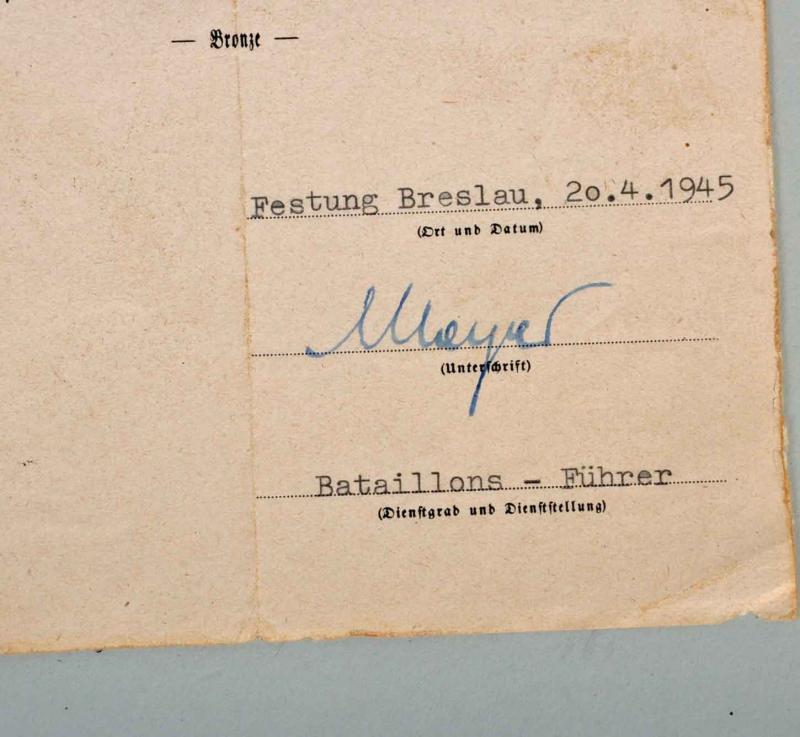 — Bronze —
Festung Breslau, 2o.4.1945
(Ort und Datum)
Meyer
(Unterschrift)
Bataillons - Führer
(Dienstgrad und Dienststellung)